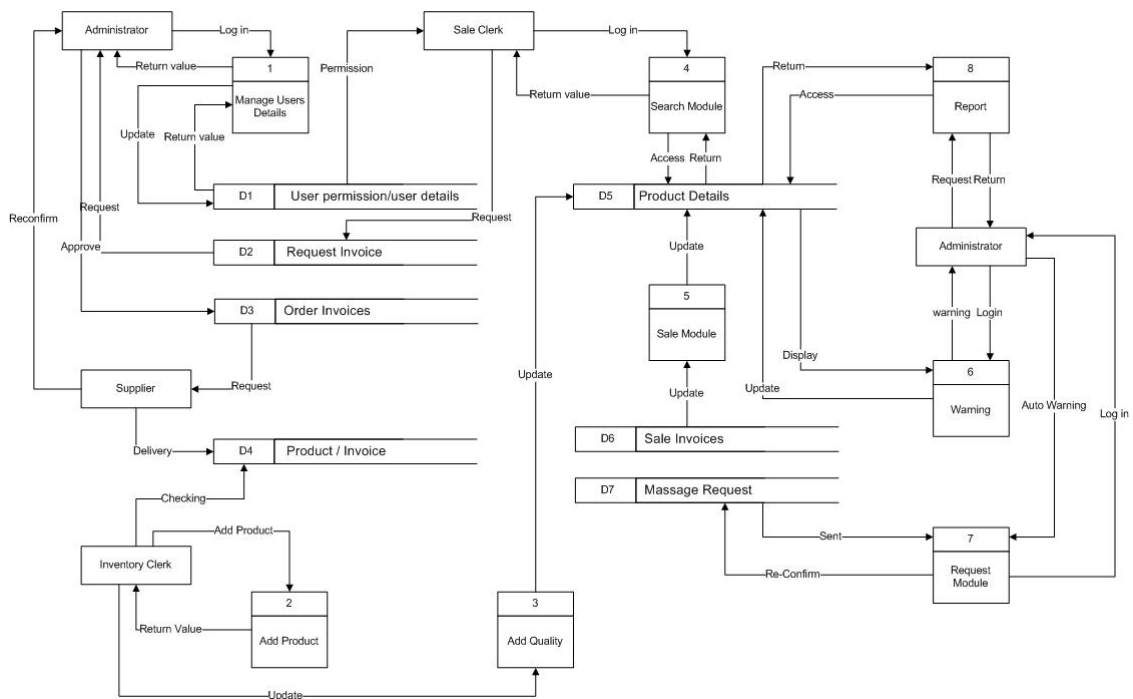 Administrator
Log in
Sale Clerk
Log in
Return value
1
Manage Users
Details
Permission
Return value
4
Search Module
Return
8
Report
Access
Update
Return value
Access
Return
Request
Return
D1
User permission/user details
D5
Product Details
Reconfirm
Request
Request
Approve
D2
Request Invoice
Update
Administrator
D3
Order Invoices
5
Sale Module
warning
Login
Display
Supplier
Request
Update
Update
Update
6
Warning
Auto Warning
Log in
Delivery
D4
Product / Invoice
D6
Sale Invoices
Checking
D7
Massage Request
Add Product
Sent
7
Request
Module
Inventory Clerk
Re-Confirm
2
Add Product
Return Value
3
Add Quality
Update